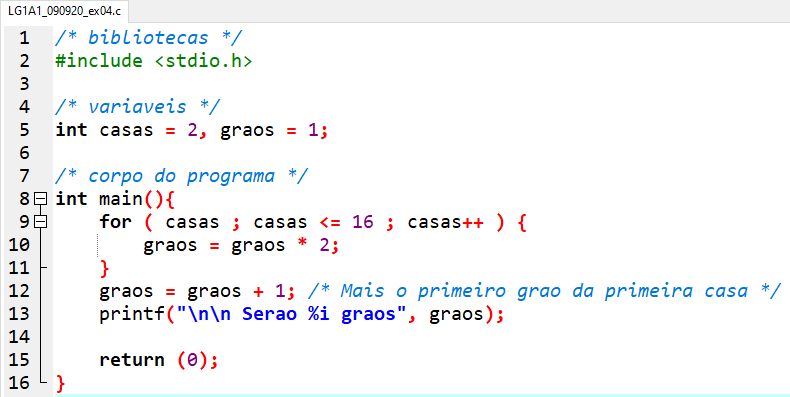 LG1A1_090920_ex04.c
1 /* bibliotecas */
2 #include <stdio.h>
3
4 /* variaveis */
5 int casas = 2, graos = 1;
6
7 /* corpo do programa */
8 int main(){
9 for ( casas ; casas <= 16 ; casas++ ) {
10 graos = graos * 2;
11 }
12 graos = graos + 1; /* Mais o primeiro grao da primeira casa */
13 printf("\n\n Serao %i graos", graos);
14
15 return (0);
16 }